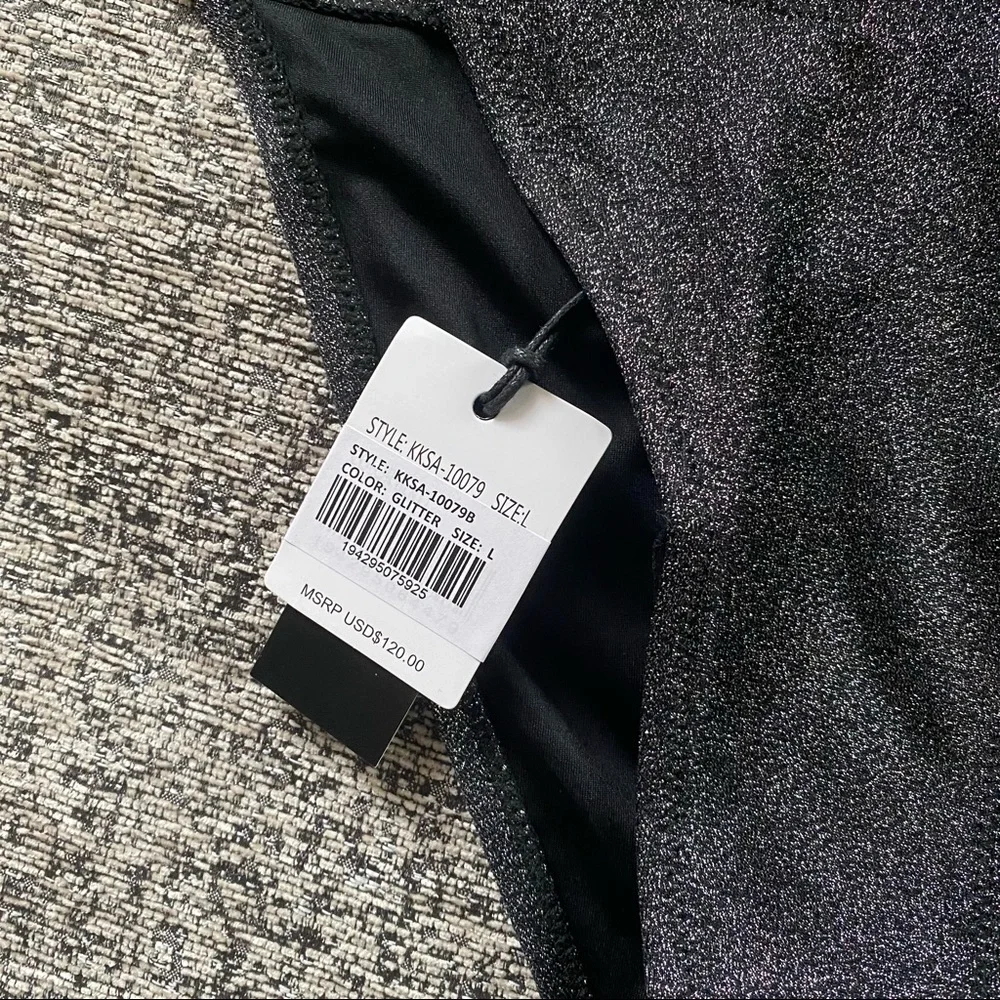 STYLE: KKSA-10079 SIZE:L
STYLE: KKSA-10079B
COLOR: GLITTER SIZE: L
194295075925
MSRP USD$120.00